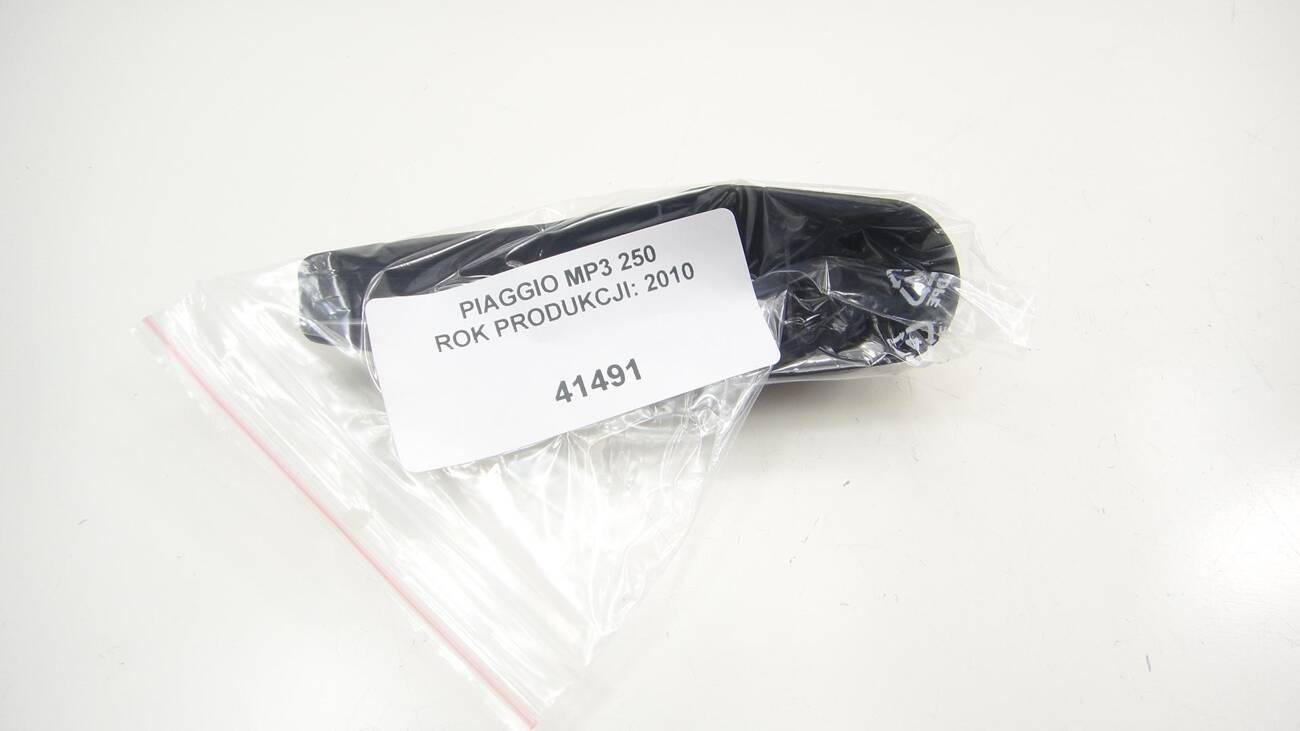 PIAGGIO MP3 250
ROK PRODUKCJI: 2010
41491